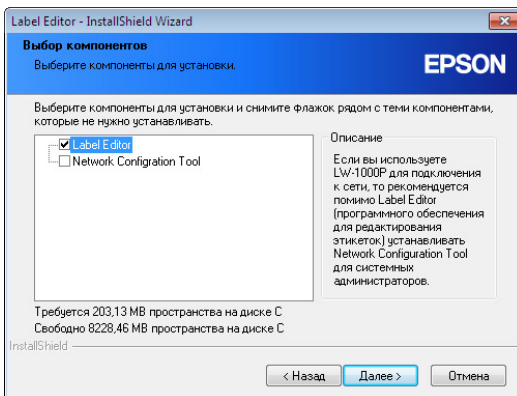 Label Editor - InstallShield Wizard
Выбор компонентов
Выберите компоненты для установки.
EPSON
Выберите компоненты для установки и снимите флажок рядом с теми компонентами,
которые не нужно устанавливать.
Label Editor
Network Configration Tool
Описание
Если вы используете
LW-1000P для подключения
к сети, то рекомендуется
помимо Label Editor
(программного обеспечения
для редактирования
этикеток) устанавливать
Network Configuration Tool
для системных
администраторов.
Требуется 203,13 MB пространства на диске C
Свободно 8228,46 MB пространства на диске C
InstallShield
< Назад
Далее >
Отмена